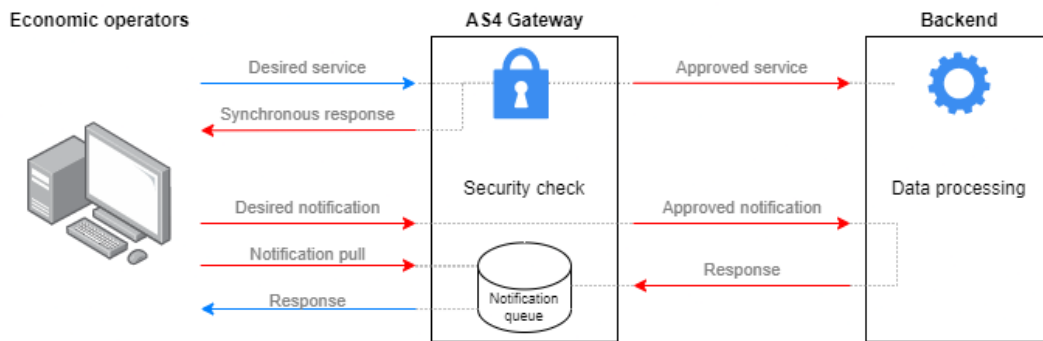 Economic operators
AS4 Gateway
Backend
Desired service
Approved service
Synchronous response
Security check
Data processing
Desired notification
Approved notification
Notification pull
Response
Response
Notification
queue